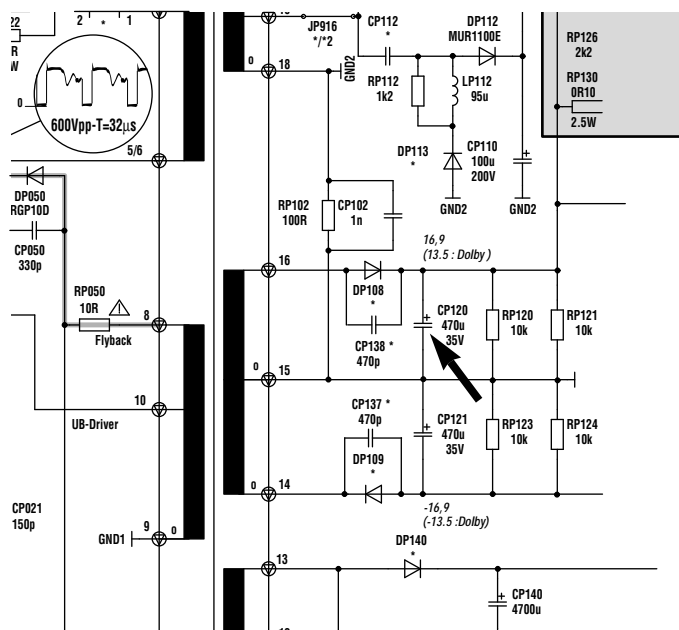 22
R
W
2 * 1
0
600Vpp-T=32µs
5/6
DP050
RGP10D
CP050
330p
RP050
10R
8
Flyback
10
UB-Driver
CP021
150p
GND1
9
0
JP916
*/*2
0
18
GND2
CP112
*
RP112
1k2
LP112
95u
DP112
MUR1100E
DP113
*
CP110
100u
200V
GND2
GND2
RP126
2k2
RP130
0R10
2.5W
RP102
100R
CP102
1n
16,9
(13.5 : Dolby )
16
DP108
*
CP138 *
470p
CP120
470u
35V
RP120
10k
RP121
10k
0
15
CP137 *
470p
DP109
*
CP121
470u
35V
RP123
10k
RP124
10k
0
14
-16,9
(-13.5 :Dolby)
13
DP140
*
CP140
4700u